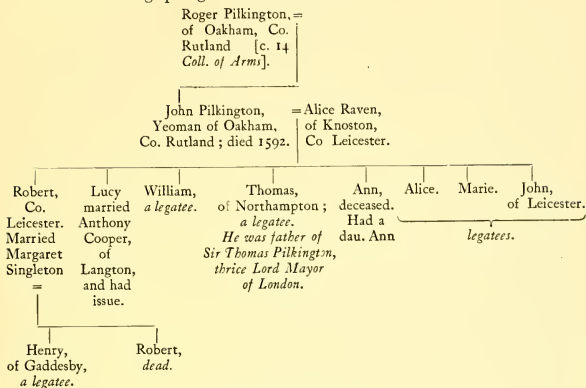 Roger Pilkington, =
of Oakham, Co.
Rutland [c. 14
Coll. of Arms].
John Pilkington,
Yeoman of Oakham,
Co. Rutland ; died 1592.
= Alice Raven,
of Knoston,
Co Leicester.
Robert,
Co.
Leicester.
Married
Margaret
Singleton
=
Lucy
married
Anthony
Cooper,
of
Langton,
and had
issue.
William,
a legatee.
Thomas,
of Northampton ;
a legatee.
He was father of
Sir Thomas Pilkington,
thrice Lord Mayor
of London.
Ann,
deceased.
Had a
dau. Ann
Alice.
Marie.
John,
of Leicester.
legatees.
Henry,
of Gaddesby,
a legatee.
Robert,
dead.